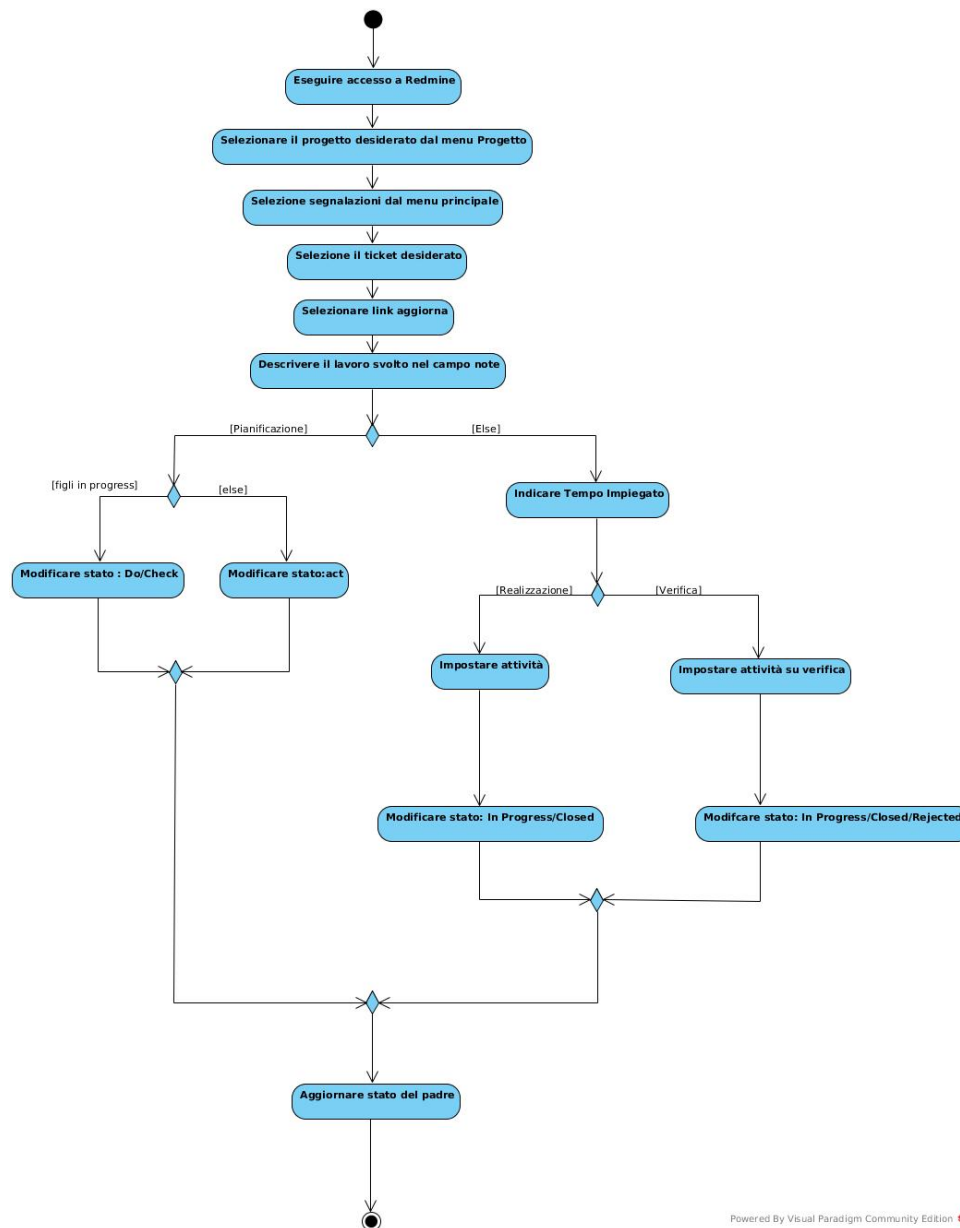 Eseguire accesso a Redmine
Selezionare il progetto desiderato dal menu Progetto
Selezione segnalazioni dal menu principale
Selezione il ticket desiderato
Selezionare link aggiorna
Descrivere il lavoro svolto nel campo note
[Pianificazione]
[Else]
[figli in progress]
[else]
Indicare Tempo Impiegato
Modificare stato : Do/Check
Modificare stato:act
[Realizzazione]
[Verifica]
Impostare attività
Impostare attività su verifica
Modificare stato: In Progress/Closed
Modifcare stato: In Progress/Closed/Rejected
Aggiornare stato del padre
Powered By Visual Paradigm Community Edition